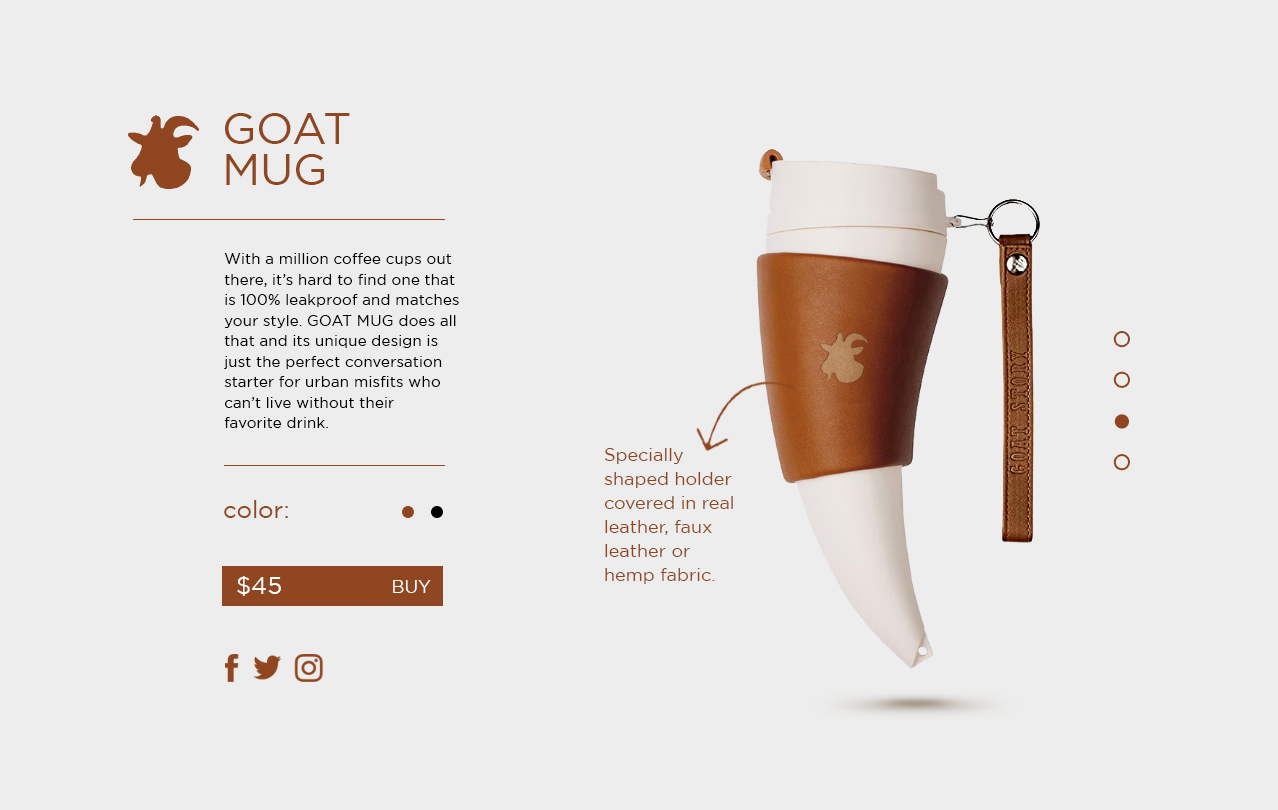 GOAT
MUG
With a million coffee cups out
there, it’s hard to find one that
is 100% leakproof and matches
your style. GOAT MUG does all
that and its unique design is
just the perfect conversation
starter for urban misfits who
can’t live without their
favorite drink.
color:
$45 BUY
Specially
shaped holder
covered in real
leather, faux
leather or
hemp fabric.
GOAT STORY